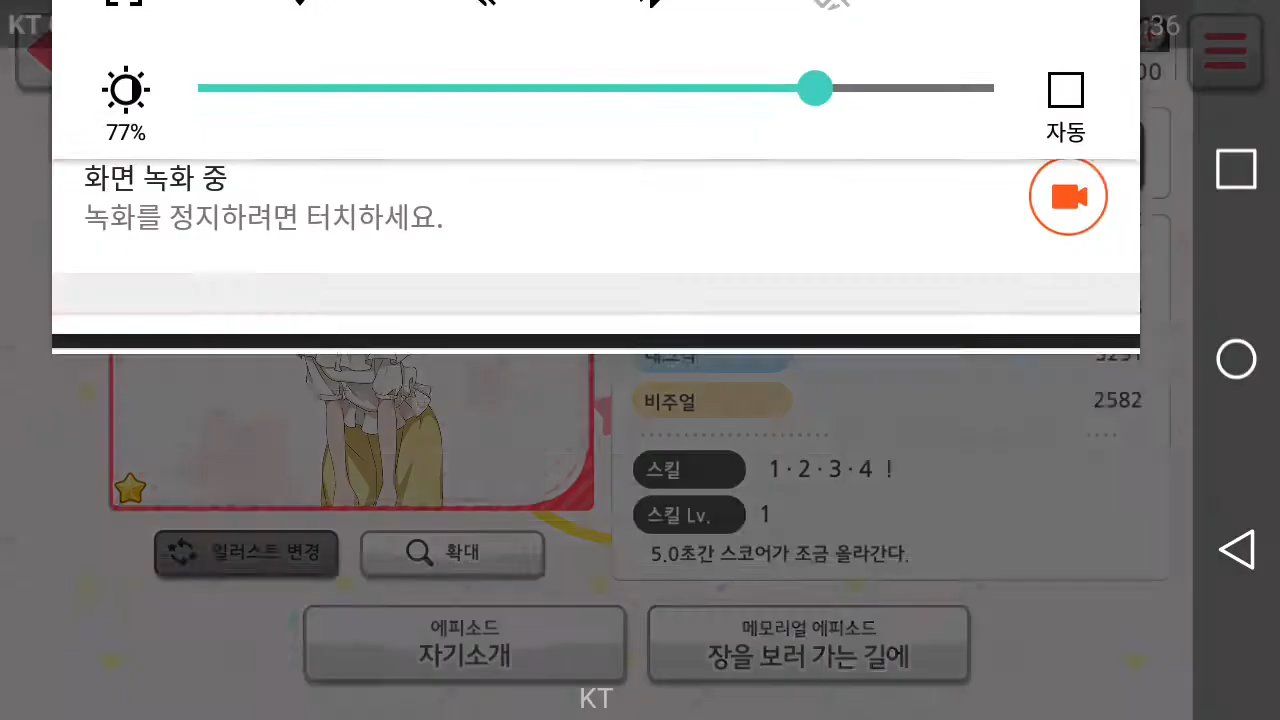 KT
:36
00
77%
자동
화면 녹화 중
녹화를 정지하려면 터치하세요.
3251
비주얼
2582
스킬
1·2·3·4 !
스킬 Lv.
1
5.0초간 스코어가 조금 올라간다.
일러스트 변경
확대
에피소드
자기소개
메모리얼 에피소드
장을 보러 가는 길에
KT